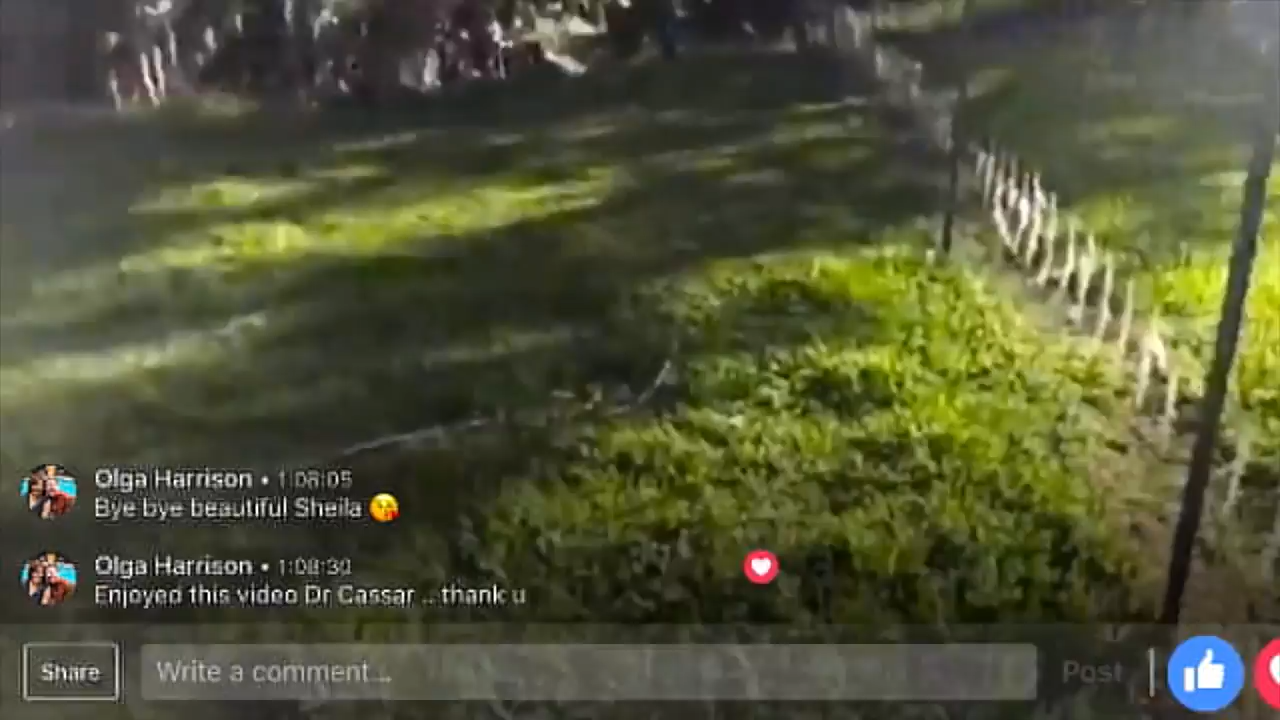 Olga Harrison • 1:08:05
Bye bye beautiful Sheila 😘
Olga Harrison • 1:08:30
Enjoyed this video Dr Cassar ...thank u
Share
Write a comment...
Post